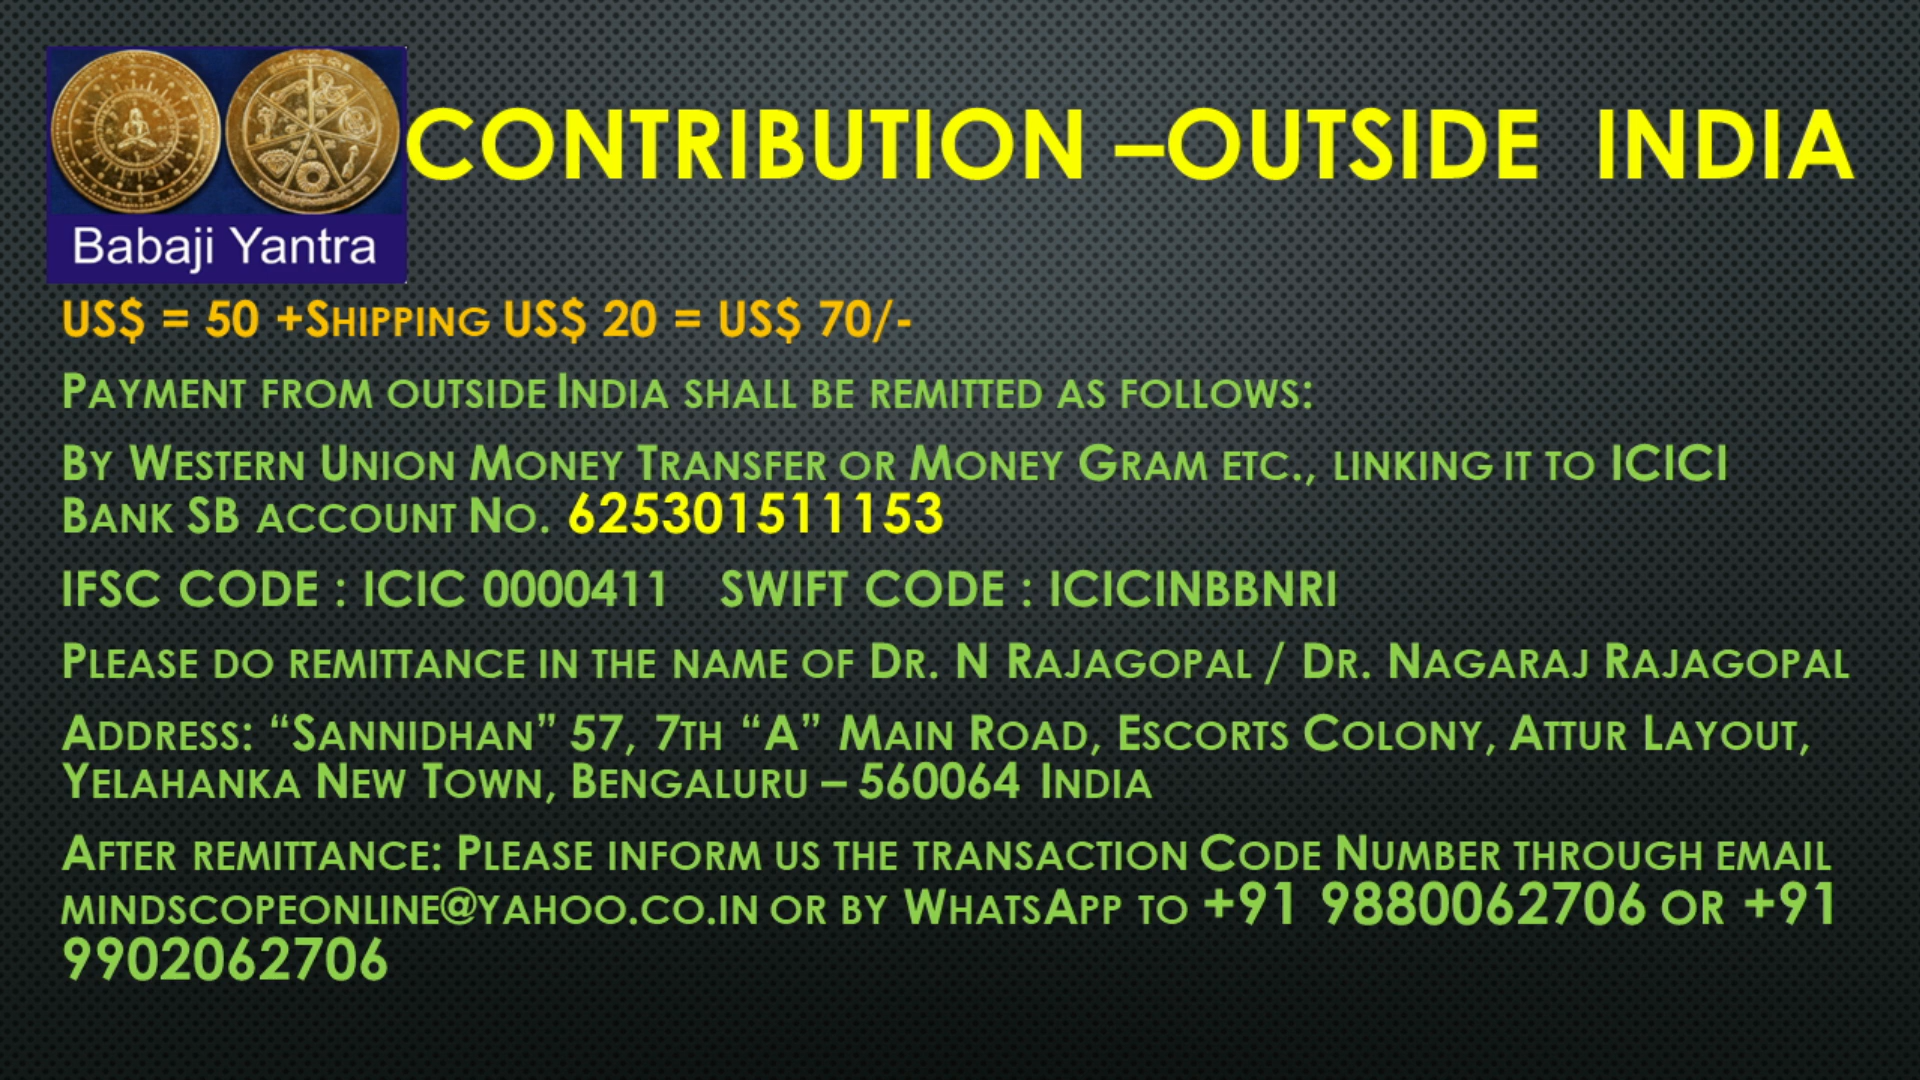 CONTRIBUTION –OUTSIDE INDIA
Babaji Yantra
US$ = 50 +Shipping US$ 20 = US$ 70/-
Payment from outside India shall be remitted as follows:
By Western Union Money Transfer or Money Gram etc., linking it to ICICI
Bank SB account No. 625301511153
IFSC CODE : ICIC 0000411 SWIFT CODE : ICICINBBNRI
Please do remittance in the name of Dr. N Rajagopal / Dr. Nagaraj Rajagopal
Address: “Sannidhan” 57, 7th “A” Main Road, Escorts Colony, Attur Layout,
Yelahanka New Town, Bengaluru – 560064 India
After remittance: Please inform us the transaction Code Number through email
mindscopeonline@yahoo.co.in or by WhatsApp to +91 9880062706 or +91
9902062706